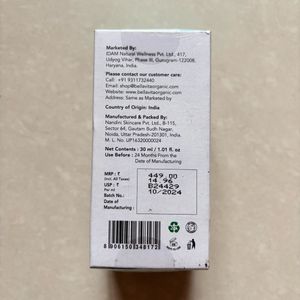 Marketed By:
IDAM Natural Wellness Pvt. Ltd., 417,
Udyog Vihar, Phase III, Gurugram-122008,
Haryana, India.
Please contact our customer care:
Call: +91 9311732440
Email: shop@bellavitaorganic.com
Website: www.bellavitaorganic.com
Address: Same as Marketed by
Country of Origin: India
Manufactured & Packed By:
Nandini Skincare Pvt. Ltd., B-115,
Sector 64, Gautam Budh Nagar,
Noida, Uttar Pradesh-201301, India.
M. L. No. UP16320000024
Net Contents : 30 ml / 1.01 fl. oz
Use Before : 24 Months From the
Date of Manufacturing
MRP : ₹ 449.00
(Incl. All Taxes)
USP : ₹ 14.96
Per ml
Batch No.: B24429
Date of 10/2024
Manufacturing :
8 906150 348172